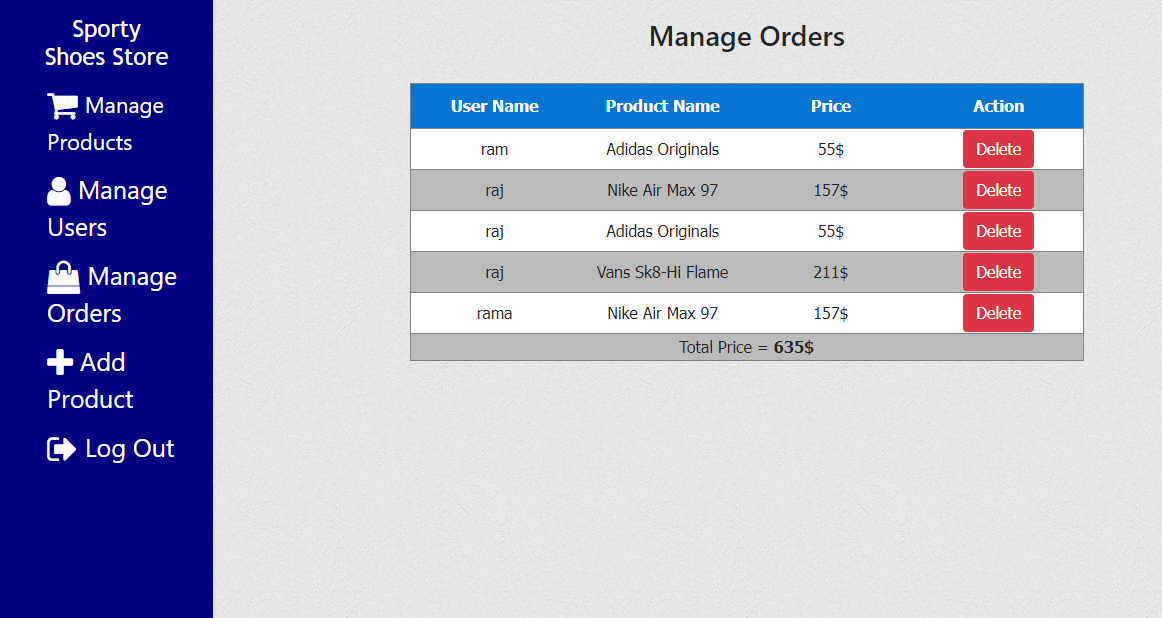 Sporty
Shoes Store
Manage
Products
Manage
Users
Manage
Orders
Add
Product
Log Out
Manage Orders
User Name Product Name Price Action
ram Adidas Originals 55$ Delete
raj Nike Air Max 97 157$ Delete
raj Adidas Originals 55$ Delete
raj Vans Sk8-Hi Flame 211$ Delete
rama Nike Air Max 97 157$ Delete
Total Price = 635$